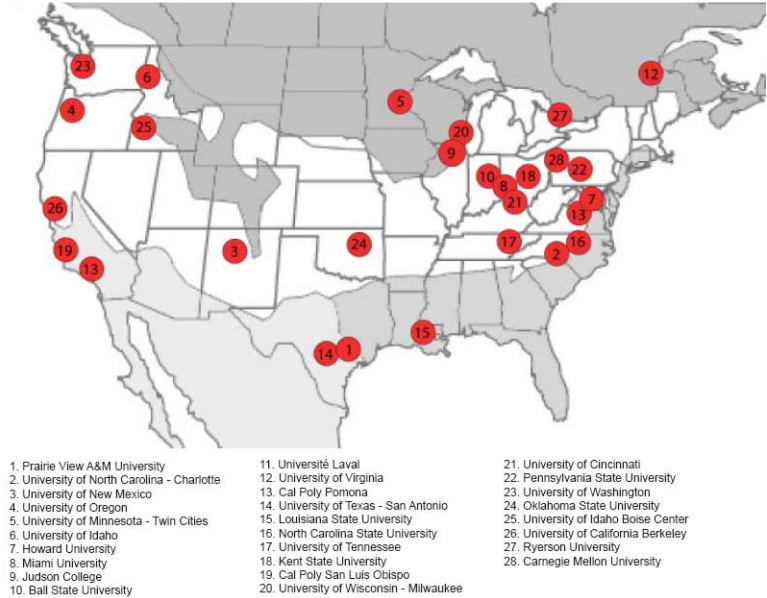 23
6
4
25
5
20
9
12
27
10
8
18
21
28
22
7
13
26
19
13
3
24
17
16
2
15
14
1
1. Prairie View A&M University
2. University of North Carolina - Charlotte
3. University of New Mexico
4. University of Oregon
5. University of Minnesota - Twin Cities
6. University of Idaho
7. Howard University
8. Miami University
9. Judson College
10. Ball State University
11. Université Laval
12. University of Virginia
13. Cal Poly Pomona
14. University of Texas - San Antonio
15. Louisiana State University
16. North Carolina State University
17. University of Tennessee
18. Kent State University
19. Cal Poly San Luis Obispo
20. University of Wisconsin - Milwaukee
21. University of Cincinnati
22. Pennsylvania State University
23. University of Washington
24. Oklahoma State University
25. University of Idaho Boise Center
26. University of California Berkeley
27. Ryerson University
28. Carnegie Mellon University